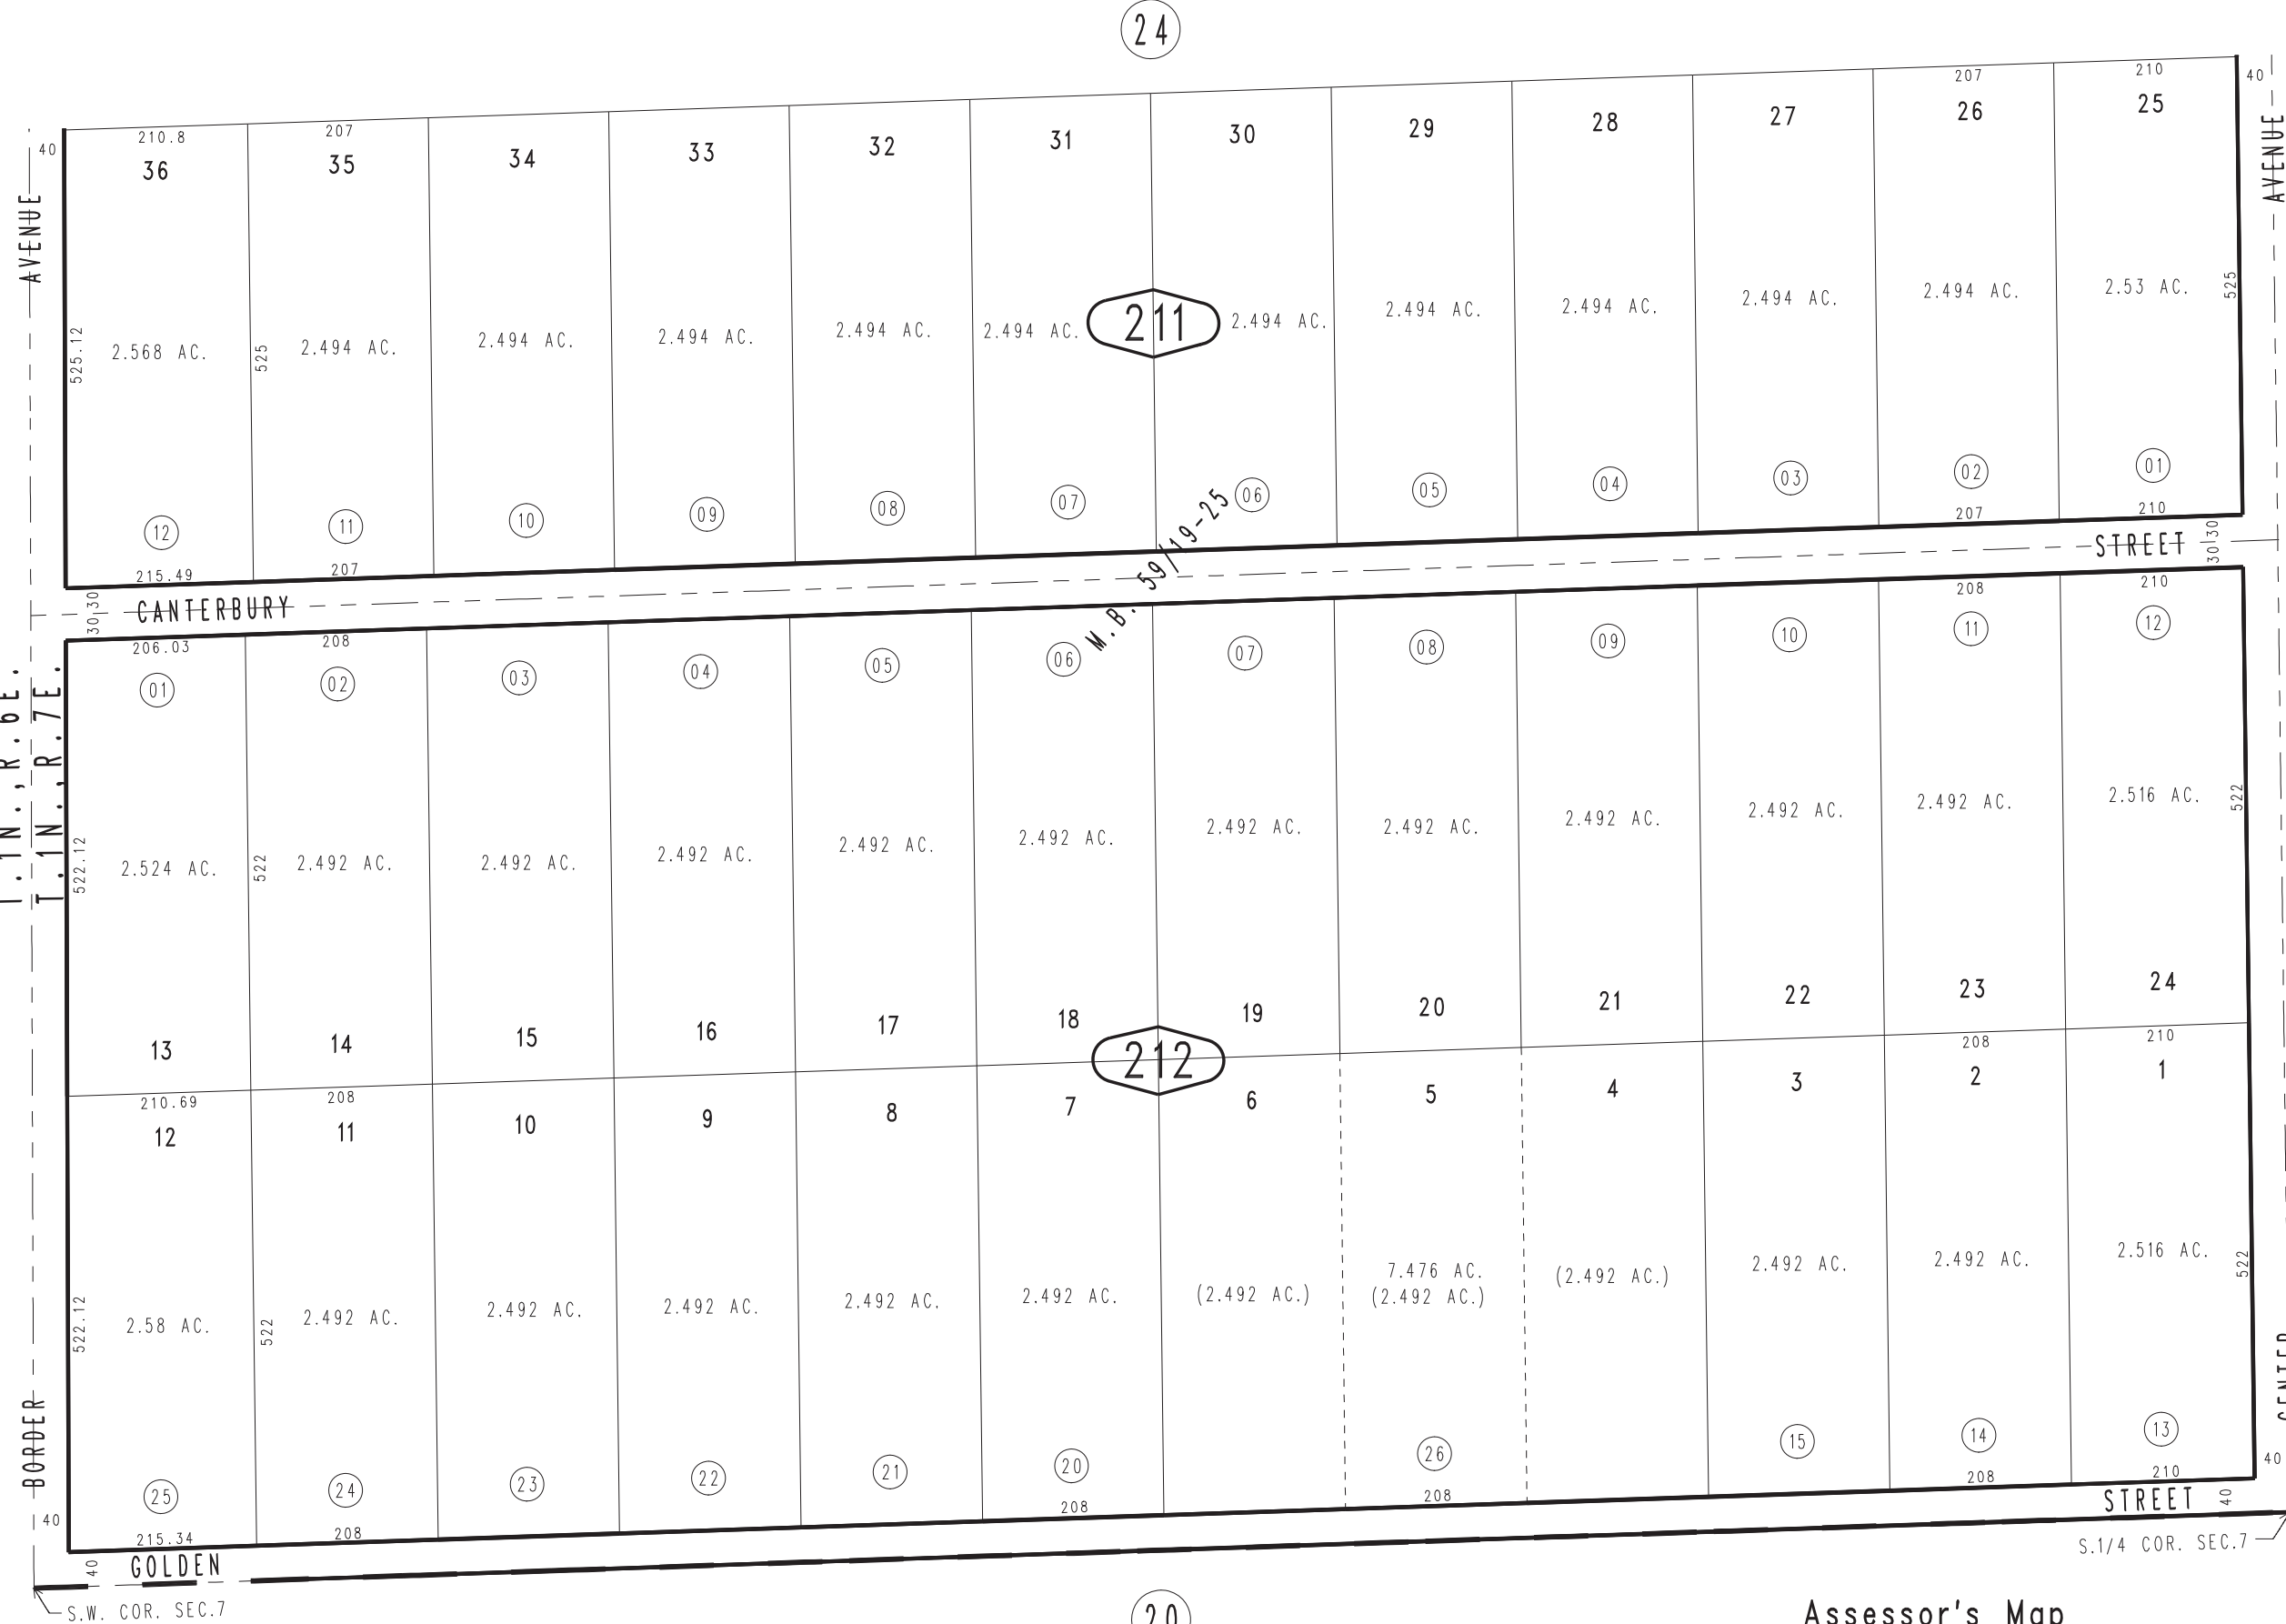 24
40
210.8
207
207
210
40
36
35
34
33
32
31
30
29
28
27
26
25
AVENUE
AVENUE
525.12
2.568 AC.
525
2.494 AC.
2.494 AC.
2.494 AC.
2.494 AC.
2.494 AC.
211
2.494 AC.
2.494 AC.
2.494 AC.
2.494 AC.
2.494 AC.
2.53 AC.
525
12
11
10
09
08
07
06
05
04
03
02
01
215.49
207
207
210
30 30
CANTERBURY
M.B. 59/19-25
STREET
30 30
206.03
208
208
210
01
02
03
04
05
06
07
08
09
10
11
12
T.1N.,R.6E.
T.1N.,R.7E.
522.12
2.524 AC.
522
2.492 AC.
2.492 AC.
2.492 AC.
2.492 AC.
2.492 AC.
2.492 AC.
2.492 AC.
2.492 AC.
2.492 AC.
2.492 AC.
2.516 AC.
522
13
14
15
16
17
18
19
20
21
22
23
24
212
210.69
208
208
210
12
11
10
9
8
7
6
5
4
3
2
1
522.12
2.58 AC.
522
2.492 AC.
2.492 AC.
2.492 AC.
2.492 AC.
2.492 AC.
(2.492 AC.)
7.476 AC.
(2.492 AC.)
(2.492 AC.)
2.492 AC.
2.492 AC.
2.516 AC.
522
BORDER
CENTER
25
24
23
22
21
20
26
15
14
13
40
215.34
208
208
208
208
210
40
40
GOLDEN
STREET
40
S.W. COR. SEC.7
S.1/4 COR. SEC.7
20
Assessor's Map